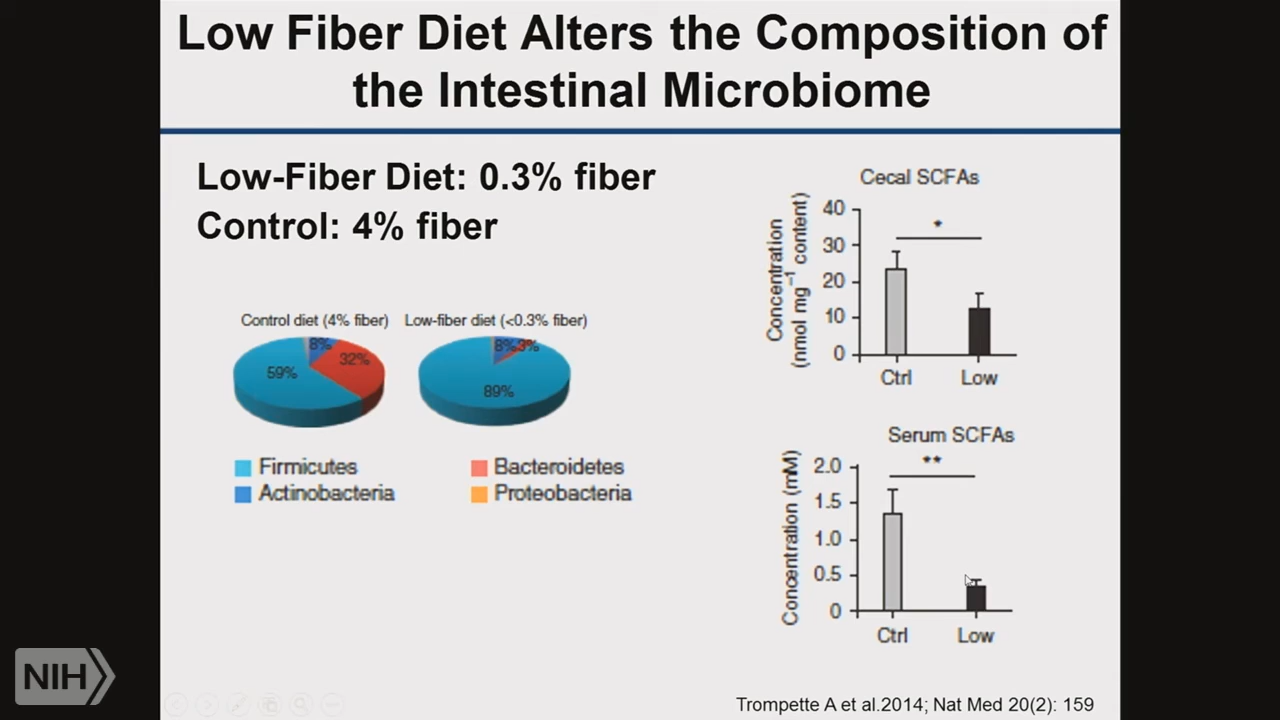 Low Fiber Diet Alters the Composition of
the Intestinal Microbiome
Low-Fiber Diet: 0.3% fiber
Control: 4% fiber
Control diet (4% fiber)
Low-fiber diet (<0.3% fiber)
8%
32%
59%
8%
3%
89%
Firmicutes
Bacteroidetes
Actinobacteria
Proteobacteria
Cecal SCFAs
Concentration
(nmol mg⁻¹ content)
40
30
20
10
0
*
Ctrl
Low
Serum SCFAs
Concentration (mM)
2.0
1.5
1.0
0.5
0
**
Ctrl
Low
NIH
Trompette A et al.2014; Nat Med 20(2): 159